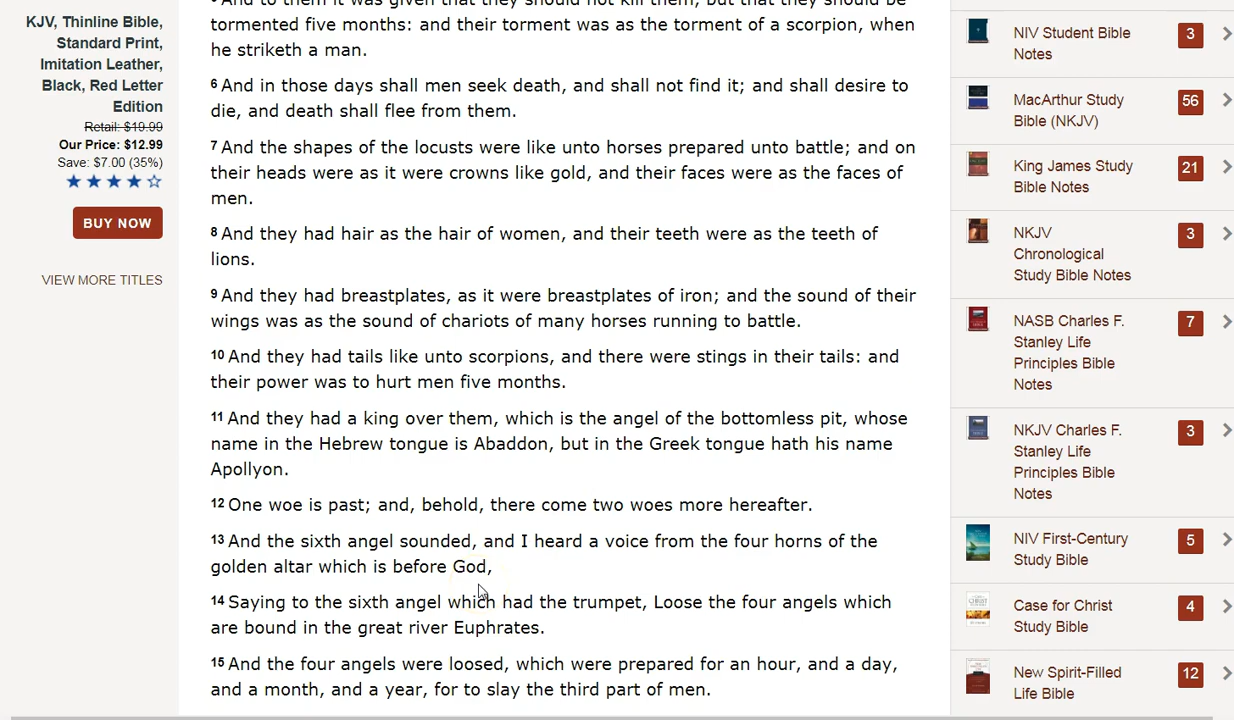 KJV, Thinline Bible,
Standard Print,
Imitation Leather,
Black, Red Letter
Edition
Retail: $19.99
Our Price: $12.99
Save: $7.00 (35%)
BUY NOW
VIEW MORE TITLES
And to them it was given that they should not kill them, but that they should be
tormented five months: and their torment was as the torment of a scorpion, when
he striketh a man.
6 And in those days shall men seek death, and shall not find it; and shall desire to
die, and death shall flee from them.
7 And the shapes of the locusts were like unto horses prepared unto battle; and on
their heads were as it were crowns like gold, and their faces were as the faces of
men.
8 And they had hair as the hair of women, and their teeth were as the teeth of
lions.
9 And they had breastplates, as it were breastplates of iron; and the sound of their
wings was as the sound of chariots of many horses running to battle.
10 And they had tails like unto scorpions, and there were stings in their tails: and
their power was to hurt men five months.
11 And they had a king over them, which is the angel of the bottomless pit, whose
name in the Hebrew tongue is Abaddon, but in the Greek tongue hath his name
Apollyon.
12 One woe is past; and, behold, there come two woes more hereafter.
13 And the sixth angel sounded, and I heard a voice from the four horns of the
golden altar which is before God,
14 Saying to the sixth angel which had the trumpet, Loose the four angels which
are bound in the great river Euphrates.
15 And the four angels were loosed, which were prepared for an hour, and a day,
and a month, and a year, for to slay the third part of men.
NIV Student Bible
Notes
3
MacArthur Study
Bible (NKJV)
56
King James Study
Bible Notes
21
NKJV
Chronological
Study Bible Notes
3
NASB Charles F.
Stanley Life
Principles Bible
Notes
7
NKJV Charles F.
Stanley Life
Principles Bible
Notes
3
NIV First-Century
Study Bible
5
Case for Christ
Study Bible
4
New Spirit-Filled
Life Bible
12